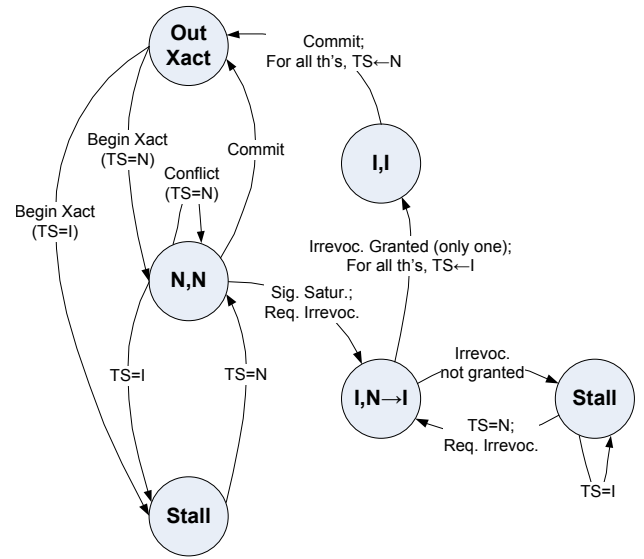 Out
Xact
Commit;
For all th's, TS←N
Begin Xact
(TS=N)
Commit
I,I
Conflict
(TS=N)
Begin Xact
(TS=I)
Irrevoc. Granted (only one);
For all th's, TS←I
N,N
Sig. Satur.;
Req. Irrevoc.
TS=I
TS=N
Irrevoc.
not granted
I,N→I
Stall
TS=N;
Req. Irrevoc.
TS=I
Stall